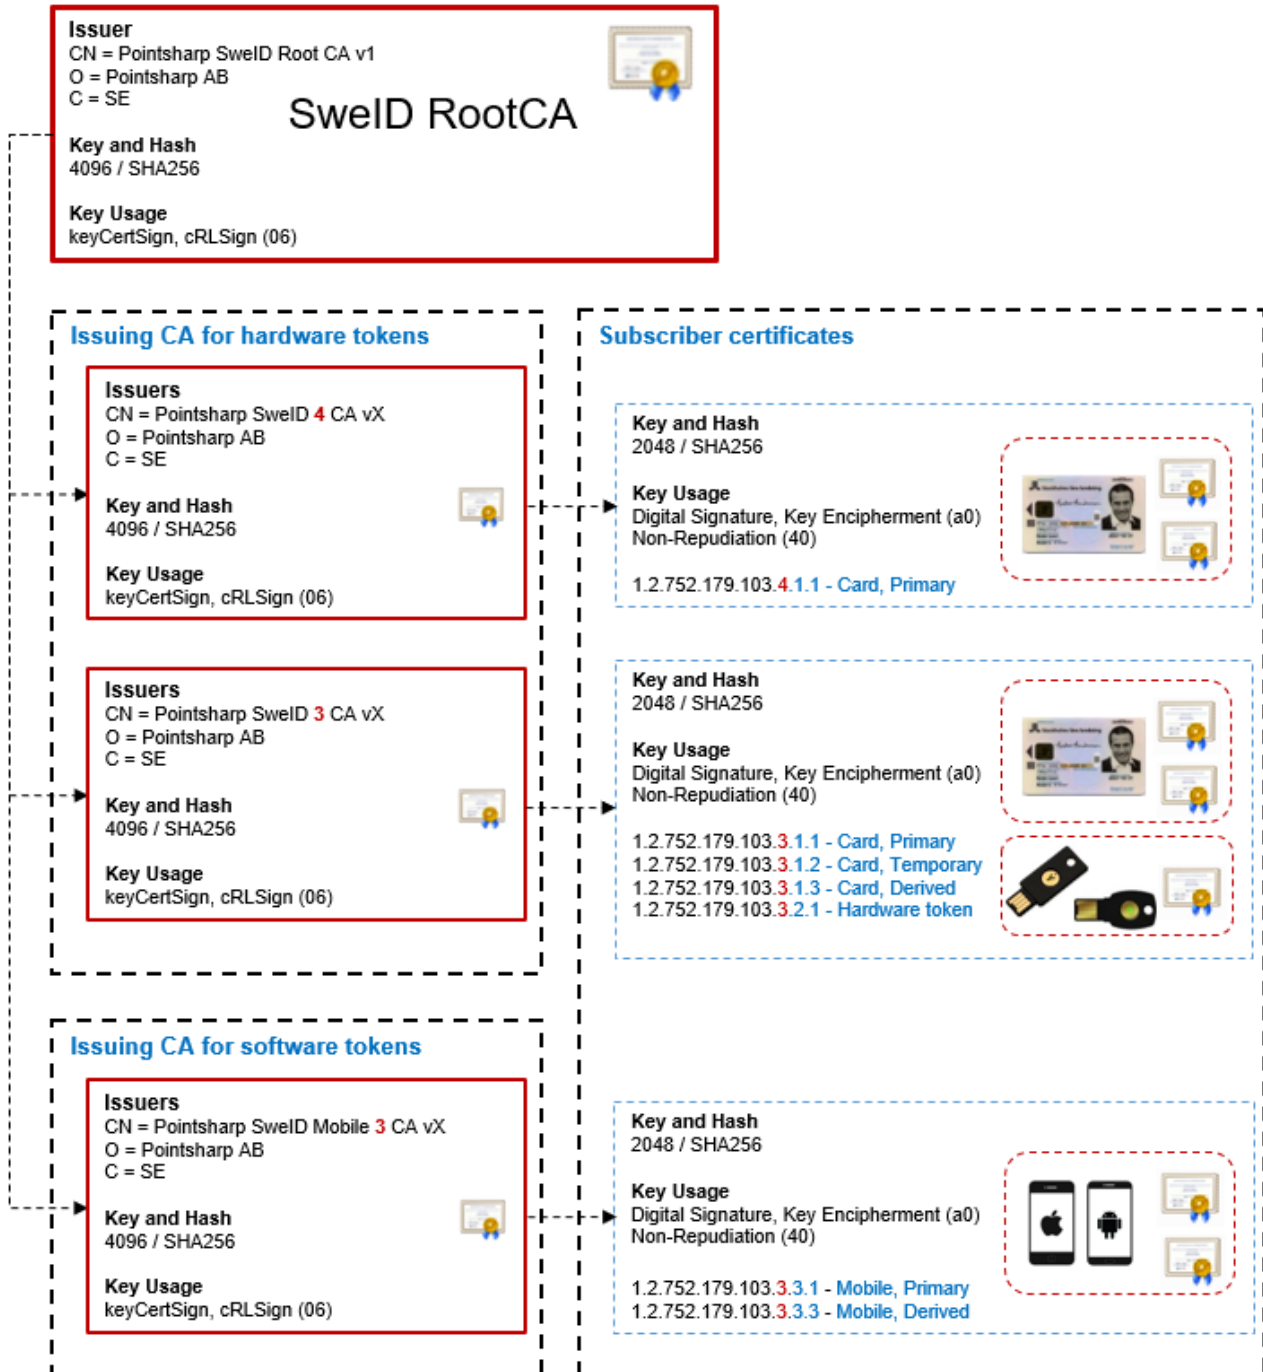 Issuer
CN = Pointsharp SweID Root CA v1
O = Pointsharp AB
C = SE
SweID RootCA
Key and Hash
4096 / SHA256
Key Usage
keyCertSign, cRLSign (06)
Issuing CA for hardware tokens
Issuers
CN = Pointsharp SweID 4 CA vX
O = Pointsharp AB
C = SE
Key and Hash
4096 / SHA256
Key Usage
keyCertSign, cRLSign (06)
Issuers
CN = Pointsharp SweID 3 CA vX
O = Pointsharp AB
C = SE
Key and Hash
4096 / SHA256
Key Usage
keyCertSign, cRLSign (06)
Issuing CA for software tokens
Issuers
CN = Pointsharp SweID Mobile 3 CA vX
O = Pointsharp AB
C = SE
Key and Hash
4096 / SHA256
Key Usage
keyCertSign, cRLSign (06)
Subscriber certificates
Key and Hash
2048 / SHA256
Key Usage
Digital Signature, Key Encipherment (a0)
Non-Repudiation (40)
1.2.752.179.103.4.1.1 - Card, Primary
Key and Hash
2048 / SHA256
Key Usage
Digital Signature, Key Encipherment (a0)
Non-Repudiation (40)
1.2.752.179.103.3.1.1 - Card, Primary
1.2.752.179.103.3.1.2 - Card, Temporary
1.2.752.179.103.3.1.3 - Card, Derived
1.2.752.179.103.3.2.1 - Hardware token
Key and Hash
2048 / SHA256
Key Usage
Digital Signature, Key Encipherment (a0)
Non-Repudiation (40)
1.2.752.179.103.3.3.1 - Mobile, Primary
1.2.752.179.103.3.3.3 - Mobile, Derived